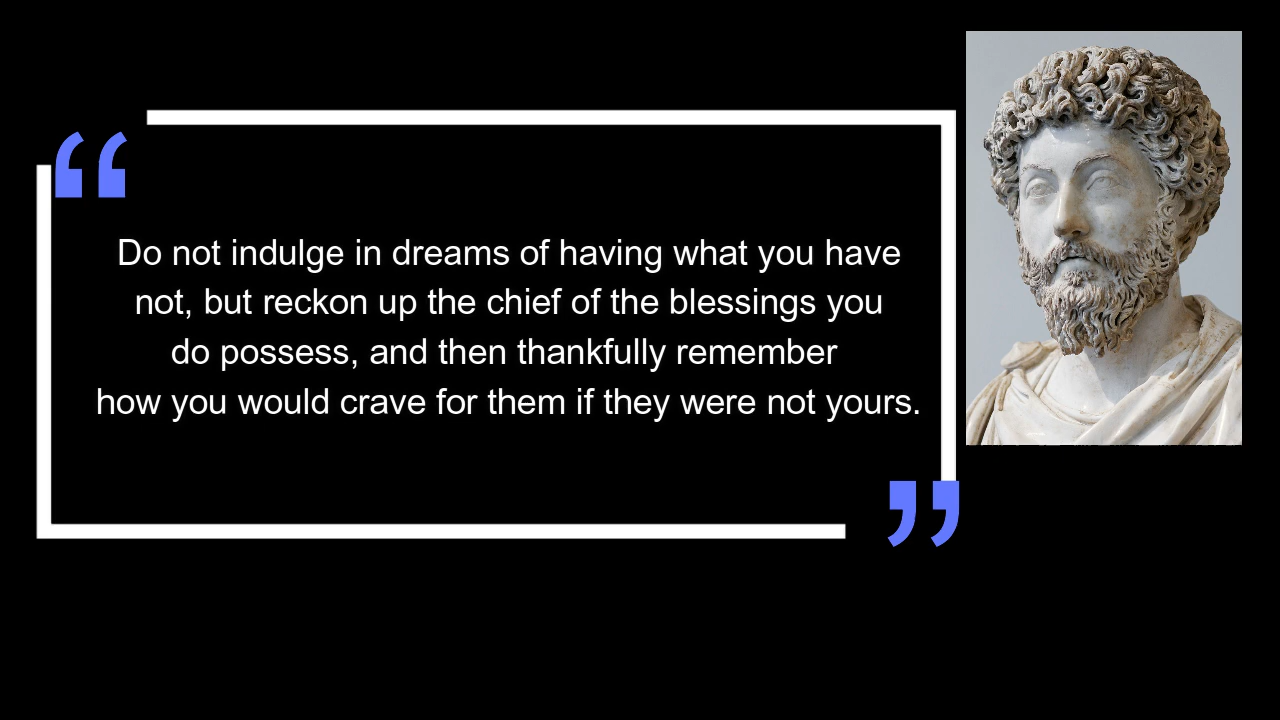 “
Do not indulge in dreams of having what you have
not, but reckon up the chief of the blessings you
do possess, and then thankfully remember
how you would crave for them if they were not yours.
”